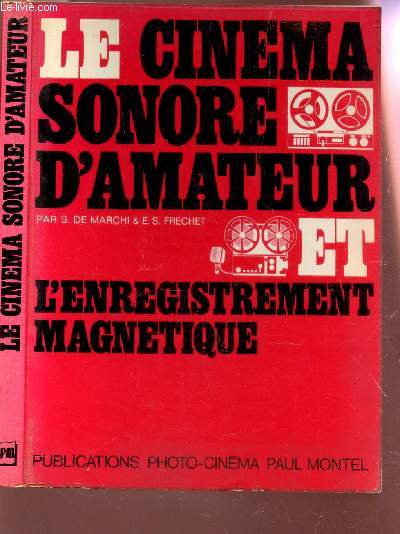 Le-livre.com
LE CINEMA
SONORE
D'AMATEUR
PAR S. DE MARCHI & E.S. FRECHET
ET
L'ENREGISTREMENT
MAGNETIQUE
PUBLICATIONS PHOTO-CINEMA PAUL MONTEL
LE CINEMA SONORE D'AMATEUR
pm